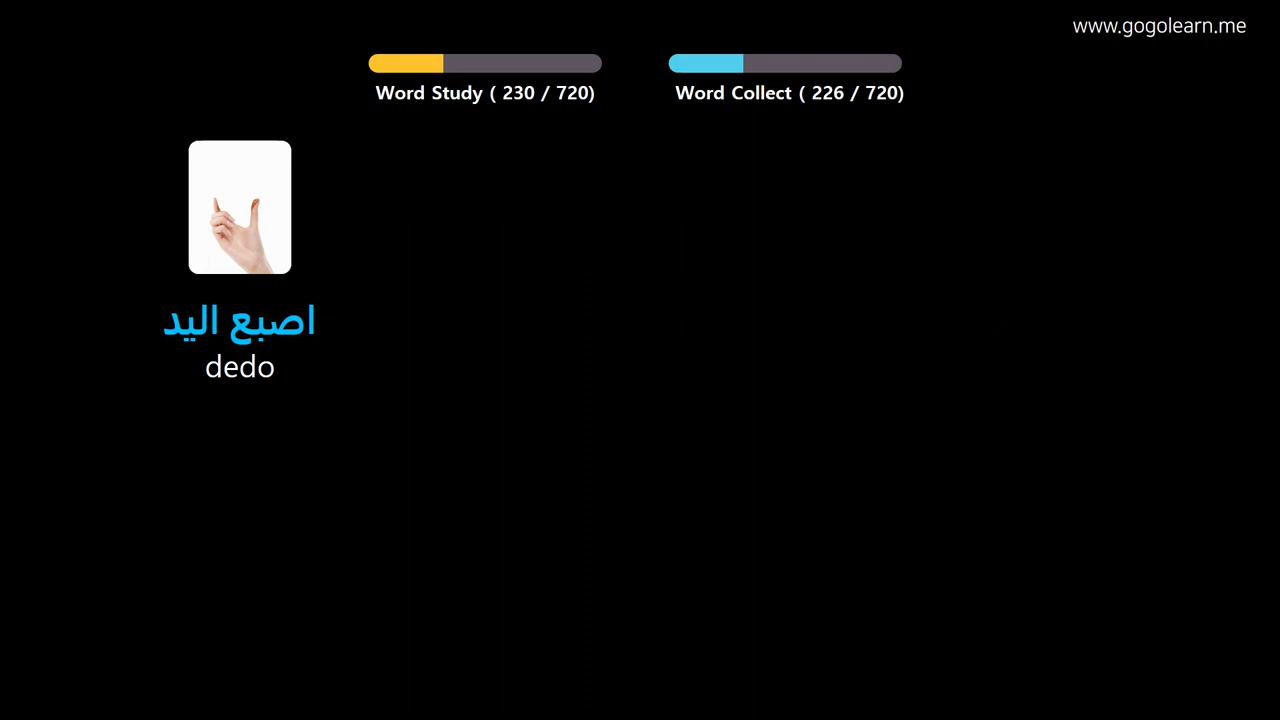 www.gogolearn.me
Word Study ( 230 / 720)
Word Collect ( 226 / 720)
اصبع اليد
dedo